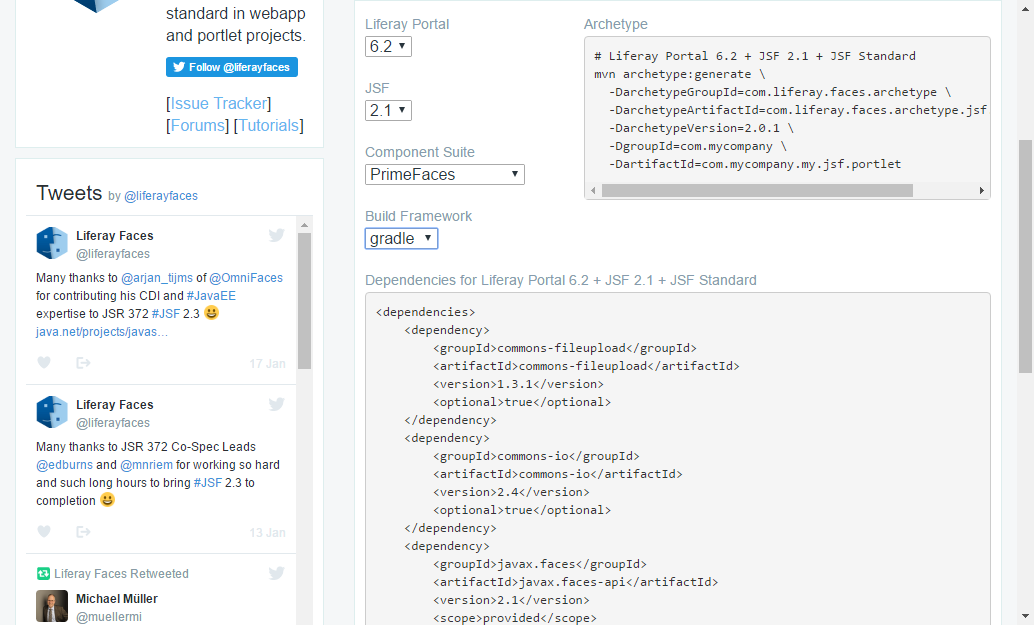 standard in webapp
and portlet projects.
Follow @liferayfaces
[Issue Tracker]
[Forums] [Tutorials]
Tweets by @liferayfaces
Liferay Faces
@liferayfaces
Many thanks to @arjan_tijms of @OmniFaces
for contributing his CDI and #JavaEE
expertise to JSR 372 #JSF 2.3 😀
java.net/projects/javas…
17 Jan
Liferay Faces
@liferayfaces
Many thanks to JSR 372 Co-Spec Leads
@edburns and @mnriem for working so hard
and such long hours to bring #JSF 2.3 to
completion 😀
13 Jan
Liferay Faces Retweeted
Michael Müller
@muellermi
Liferay Portal
6.2
JSF
2.1
Component Suite
PrimeFaces
Build Framework
gradle
Archetype
# Liferay Portal 6.2 + JSF 2.1 + JSF Standard
mvn archetype:generate \
-DarchetypeGroupId=com.liferay.faces.archetype \
-DarchetypeArtifactId=com.liferay.faces.archetype.jsf
-DarchetypeVersion=2.0.1 \
-DgroupId=com.mycompany \
-DartifactId=com.mycompany.my.jsf.portlet
Dependencies for Liferay Portal 6.2 + JSF 2.1 + JSF Standard
<dependencies>
<dependency>
<groupId>commons-fileupload</groupId>
<artifactId>commons-fileupload</artifactId>
<version>1.3.1</version>
<optional>true</optional>
</dependency>
<dependency>
<groupId>commons-io</groupId>
<artifactId>commons-io</artifactId>
<version>2.4</version>
<optional>true</optional>
</dependency>
<dependency>
<groupId>javax.faces</groupId>
<artifactId>javax.faces-api</artifactId>
<version>2.1</version>
<scope>provided</scope>